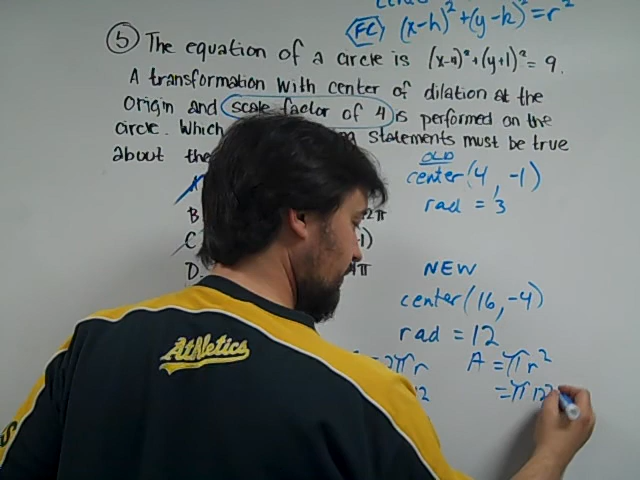 (x-h)²+(y-k)²=r²
FC
⑤ The equation of a circle is (x-4)²+(y+1)²=9.
A transformation with center of dilation at the
origin and scale factor of 4 is performed on the
circle. Which statements must be true
about the
OLD
center (4, -1)
rad = 3
B
C
D.
NEW
center (16, -4)
rad = 12
=2πr
A = πr²
=π12²
Athletics